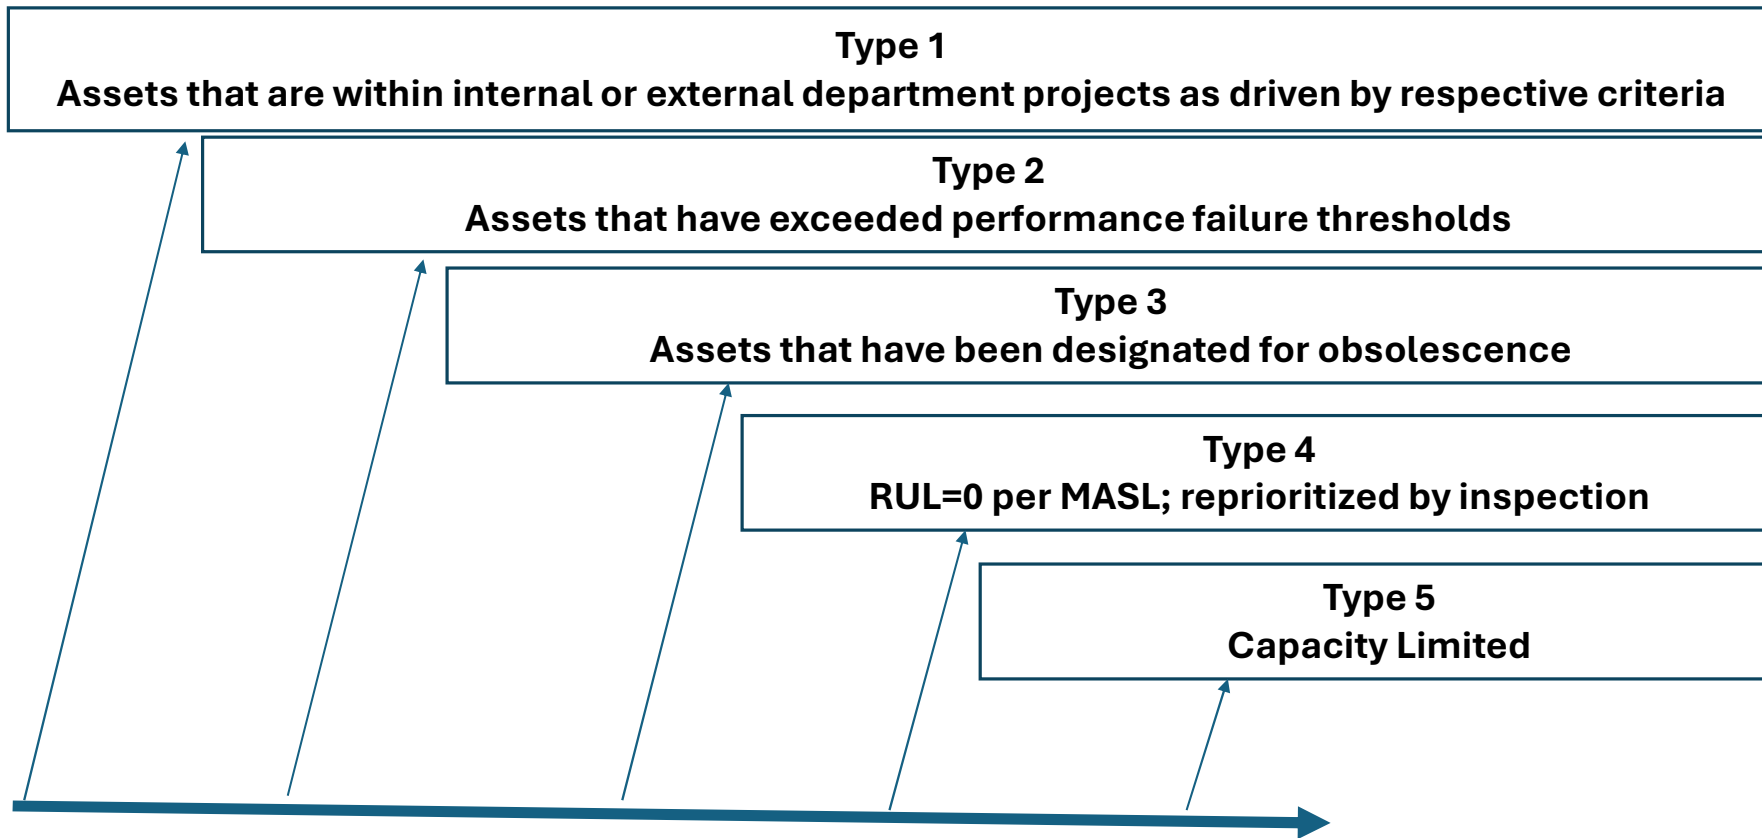 Type 1
Assets that are within internal or external department projects as driven by respective criteria
Type 2
Assets that have exceeded performance failure thresholds
Type 3
Assets that have been designated for obsolescence
Type 4
RUL=0 per MASL; reprioritized by inspection
Type 5
Capacity Limited